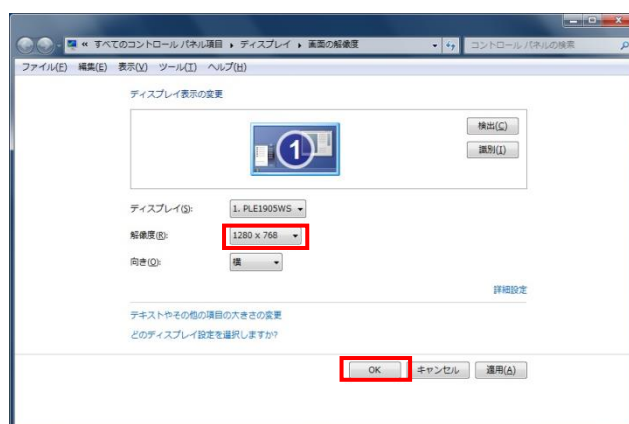 « すべてのコントロール パネル項目 ▸ ディスプレイ ▸ 画面の解像度
コントロール パネルの検索
ファイル(F) 編集(E) 表示(V) ツール(T) ヘルプ(H)
ディスプレイ表示の変更
1
検出(C)
識別(I)
ディスプレイ(S): 1. PLE1905WS
解像度(R): 1280 x 768
向き(O): 横
詳細設定
テキストやその他の項目の大きさの変更
どのディスプレイ設定を選択しますか?
OK キャンセル 適用(A)